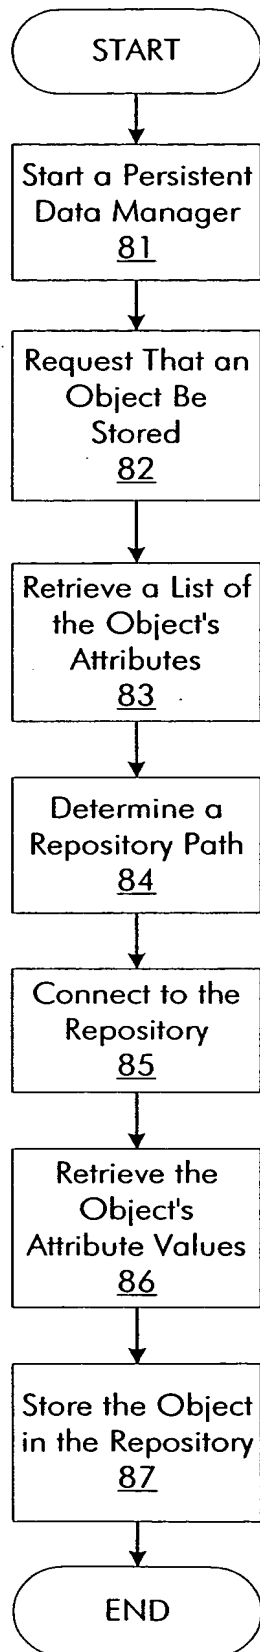 START
Start a Persistent
Data Manager
81
Request That an
Object Be
Stored
82
Retrieve a List of
the Object's
Attributes
83
Determine a
Repository Path
84
Connect to the
Repository
85
Retrieve the
Object's
Attribute Values
86
Store the Object
in the Repository
87
END